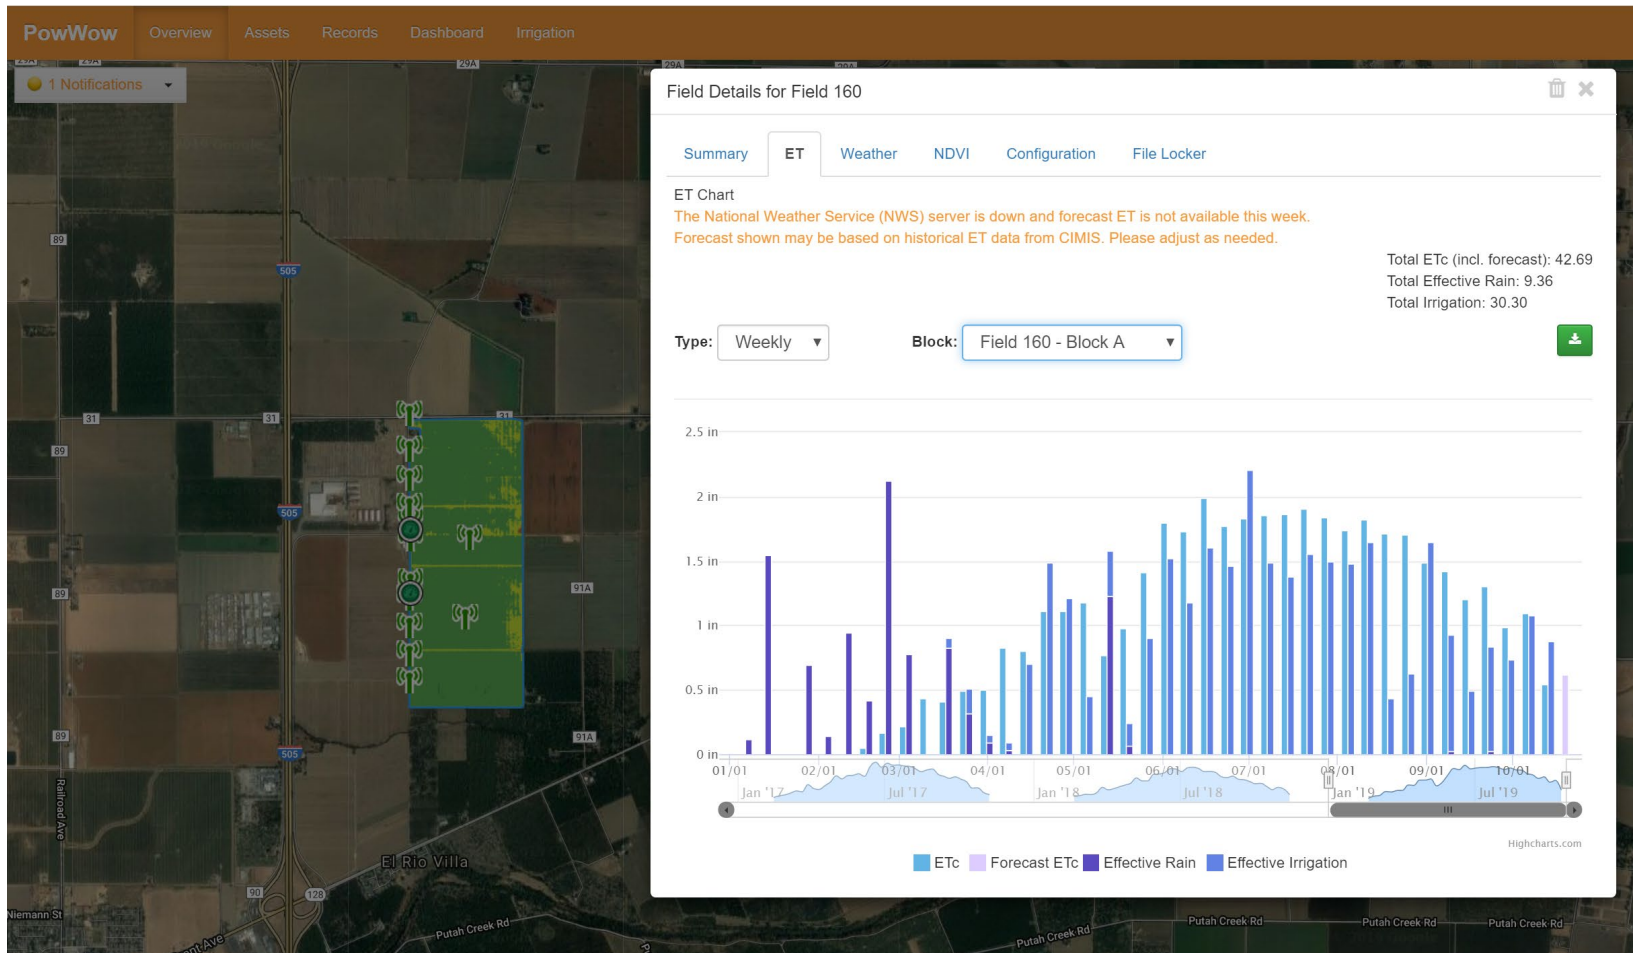 PowWow Overview Assets Records Dashboard Irrigation
29A 29A 29A 29A 29A
1 Notifications
Field Details for Field 160
Summary ET Weather NDVI Configuration File Locker
ET Chart
The National Weather Service (NWS) server is down and forecast ET is not available this week.
Forecast shown may be based on historical ET data from CIMIS. Please adjust as needed.
Total ETc (incl. forecast): 42.69
Total Effective Rain: 9.36
Total Irrigation: 30.30
Type: Weekly Block: Field 160 - Block A
89
505
31 31 31
89
505
89
91A
89
91A
505
Railroad Ave
El Rio Villa
90
128
Niemann St
Putah Creek Rd
Putah Creek Rd
Putah Creek Rd
Putah Creek Rd
Putah Creek Rd
2.5 in
2 in
1.5 in
1 in
0.5 in
0 in
01/01 02/01 03/01 04/01 05/01 06/01 07/01 08/01 09/01 10/01
Jan '17 Jul '17 Jan '18 Jul '18 Jan '19 Jul '19
Highcharts.com
ETc Forecast ETc Effective Rain Effective Irrigation